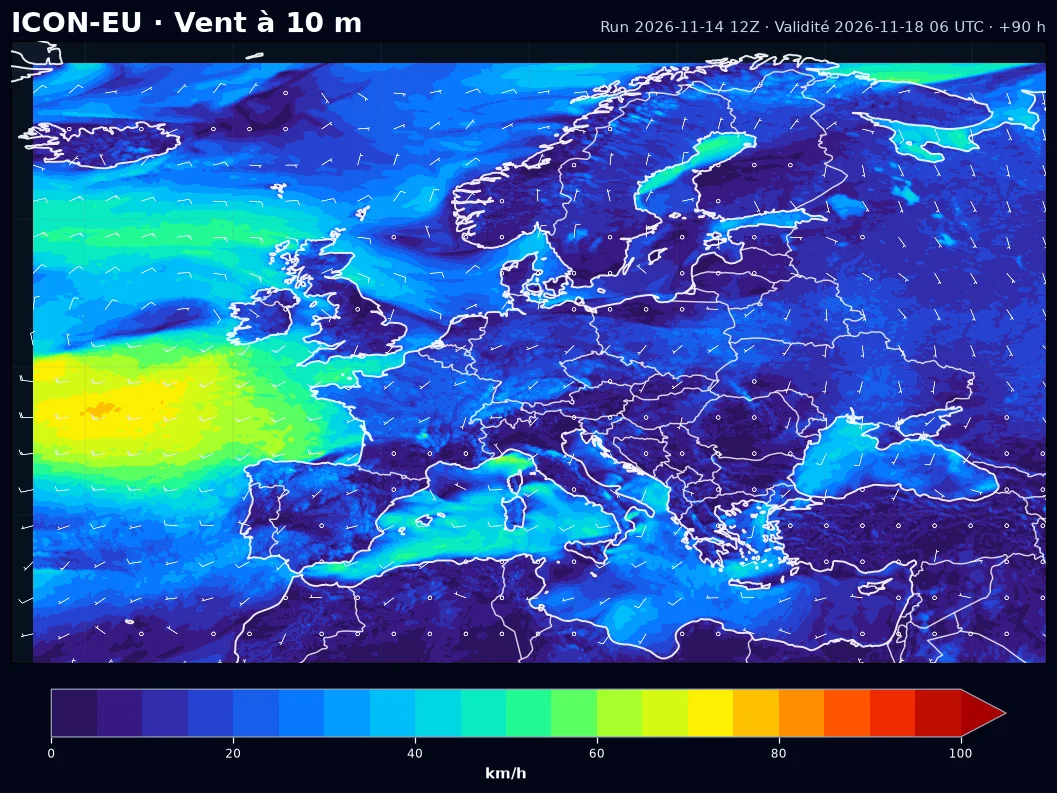 ICON-EU · Vent à 10 m
Run 2026-11-14 12Z · Validité 2026-11-18 06 UTC · +90 h
0 20 40 60 80 100
km/h